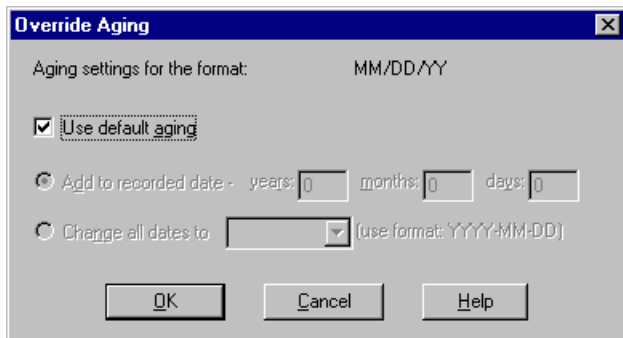 Override Aging
Aging settings for the format: MM/DD/YY
Use default aging
Add to recorded date - years: 0 months: 0 days: 0
Change all dates to (use format: YYYY-MM-DD)
OK Cancel Help